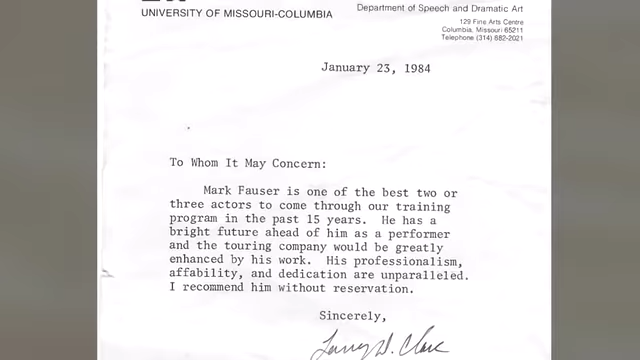 UNIVERSITY OF MISSOURI-COLUMBIA
Department of Speech and Dramatic Art
129 Fine Arts Centre
Columbia, Missouri 65211
Telephone (314) 882-2021
January 23, 1984
To Whom It May Concern:
Mark Fauser is one of the best two or
three actors to come through our training
program in the past 15 years. He has a
bright future ahead of him as a performer
and the touring company would be greatly
enhanced by his work. His professionalism,
affability, and dedication are unparalleled.
I recommend him without reservation.
Sincerely,
Larry D. Clark